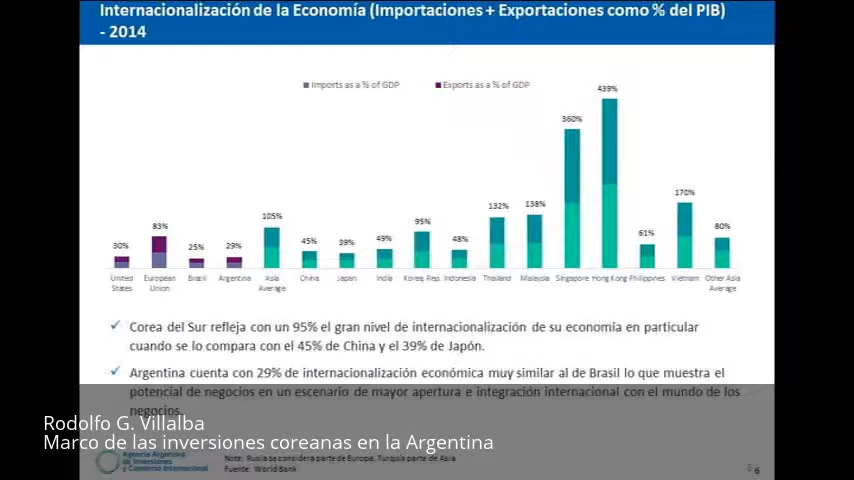 Internacionalización de la Economía (Importaciones + Exportaciones como % del PIB)
- 2014
Imports as a % of GDP
Exports as a % of GDP
30%
83%
25%
29%
105%
45%
39%
49%
95%
48%
132%
138%
360%
439%
61%
170%
80%
United States
European Union
Brazil
Argentina
Asia Average
China
Japan
India
Korea, Rep.
Indonesia
Thailand
Malaysia
Singapore
Hong Kong
Philippines
Vietnam
Other Asia Average
✓ Corea del Sur refleja con un 95% el gran nivel de internacionalización de su economía en particular
cuando se lo compara con el 45% de China y el 39% de Japón.
✓ Argentina cuenta con 29% de internacionalización económica muy similar al de Brasil lo que muestra el
potencial de negocios en un escenario de mayor apertura e integración internacional con el mundo de los
negocios.
Rodolfo G. Villalba
Marco de las inversiones coreanas en la Argentina
Agencia Argentina
de Inversiones
y Comercio Internacional
Note: Rusia se considera parte de Europa, Turquía parte de Asia
Fuente: World Bank
6